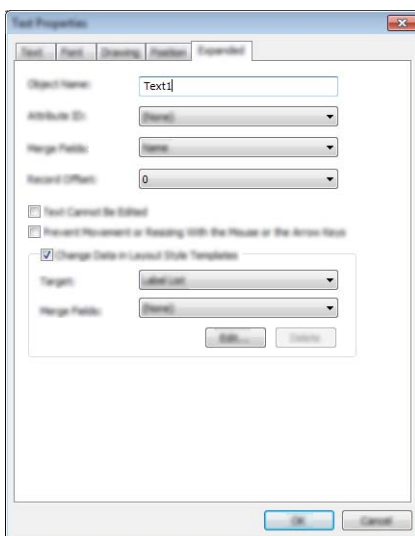 Text Properties
Text Font Drawing Position Expanded
Object Name: Text1
Attribute ID: (None)
Merge Fields: Name
Record Offset: 0
Text Cannot Be Edited
Prevent Movement or Resizing With the Mouse or the Arrow Keys
Change Data in Layout Style Templates
Target: Label List
Merge Fields: (None)
Edit... Delete
OK Cancel